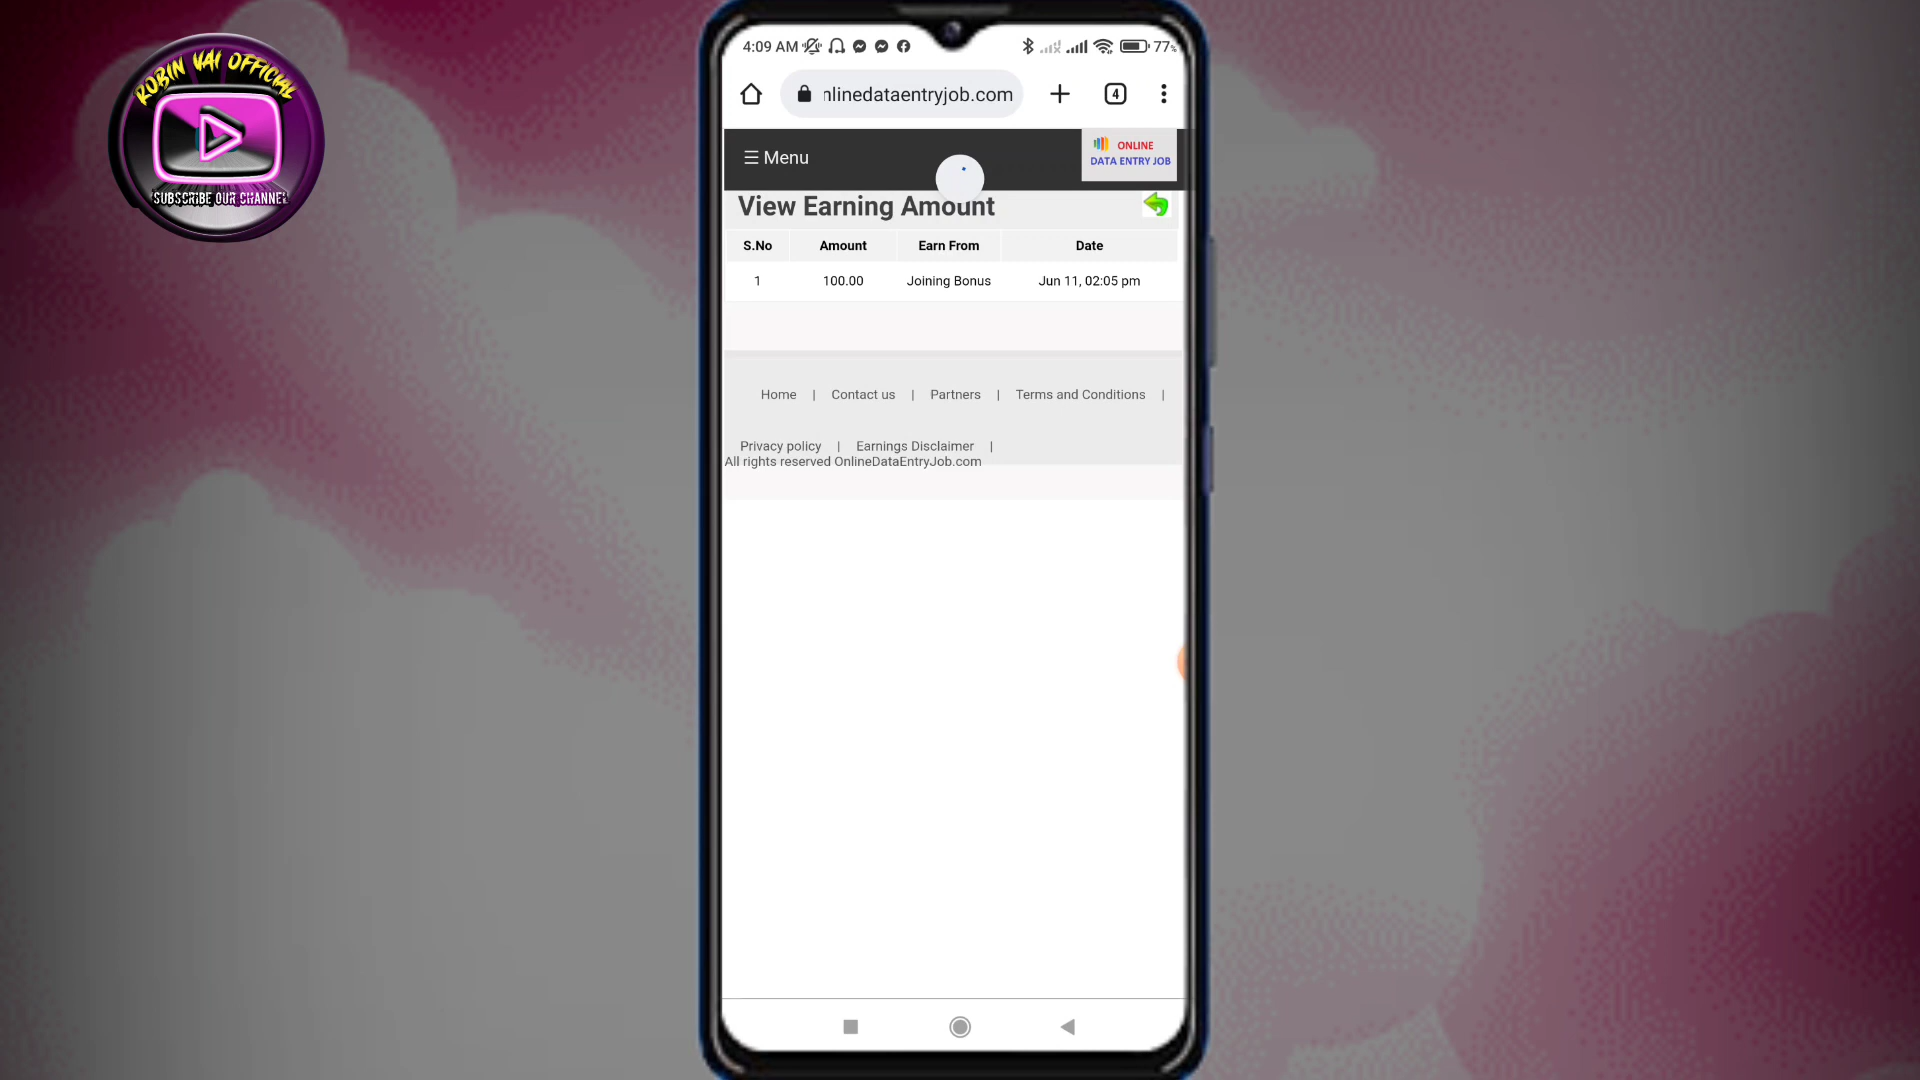 ROBIN VAI OFFICIAL
SUBSCRIBE OUR CHANNEL
4:09 AM
77%
nlinedataentryjob.com
4
☰ Menu
ONLINE
DATA ENTRY JOB
View Earning Amount
S.No Amount Earn From Date
1 100.00 Joining Bonus Jun 11, 02:05 pm
Home | Contact us | Partners | Terms and Conditions |
Privacy policy | Earnings Disclaimer |
All rights reserved OnlineDataEntryJob.com